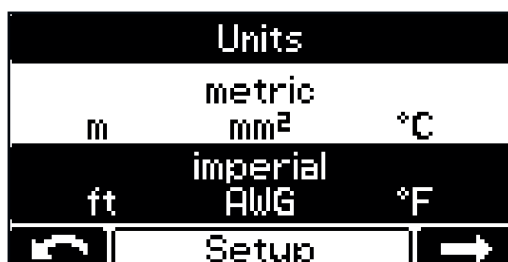 Units
metric
m mm² °C
imperial
ft AWG °F
Setup